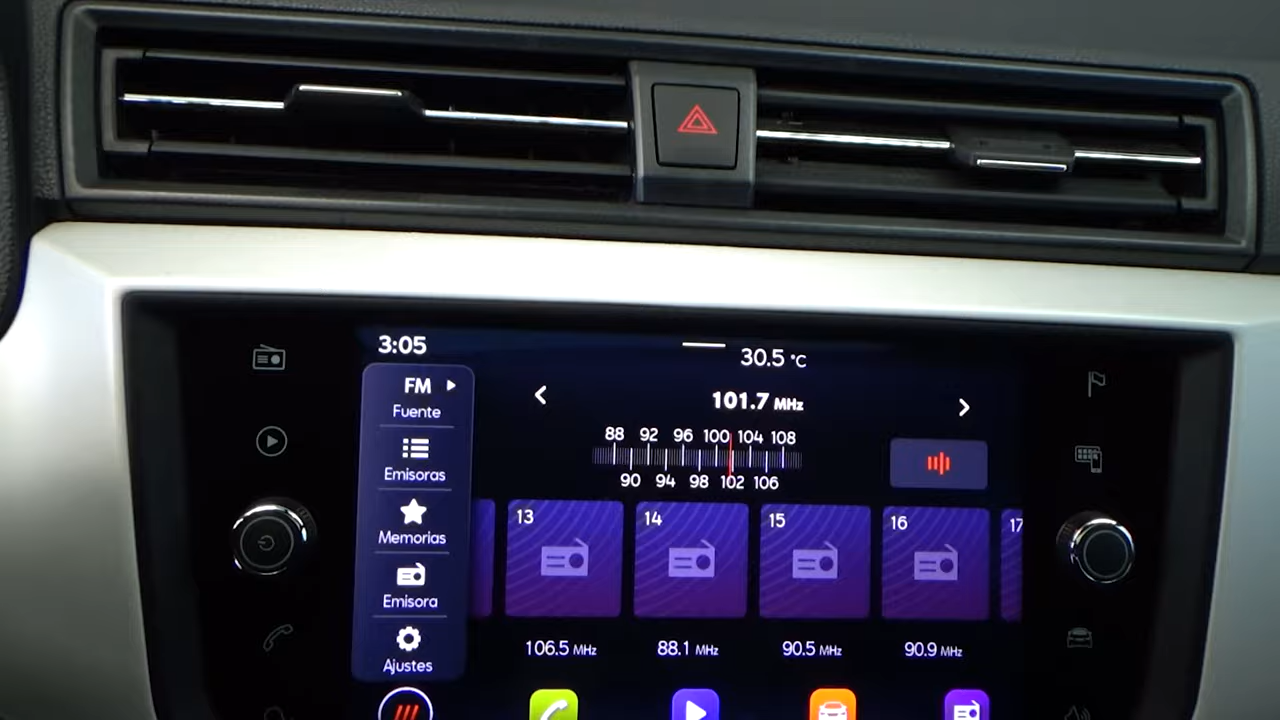 3:05
30.5 °C
FM
Fuente
Emisoras
Memorias
Emisora
Ajustes
101.7 MHz
88 92 96 100 104 108
90 94 98 102 106
13 14 15 16 17
106.5 MHz 88.1 MHz 90.5 MHz 90.9 MHz